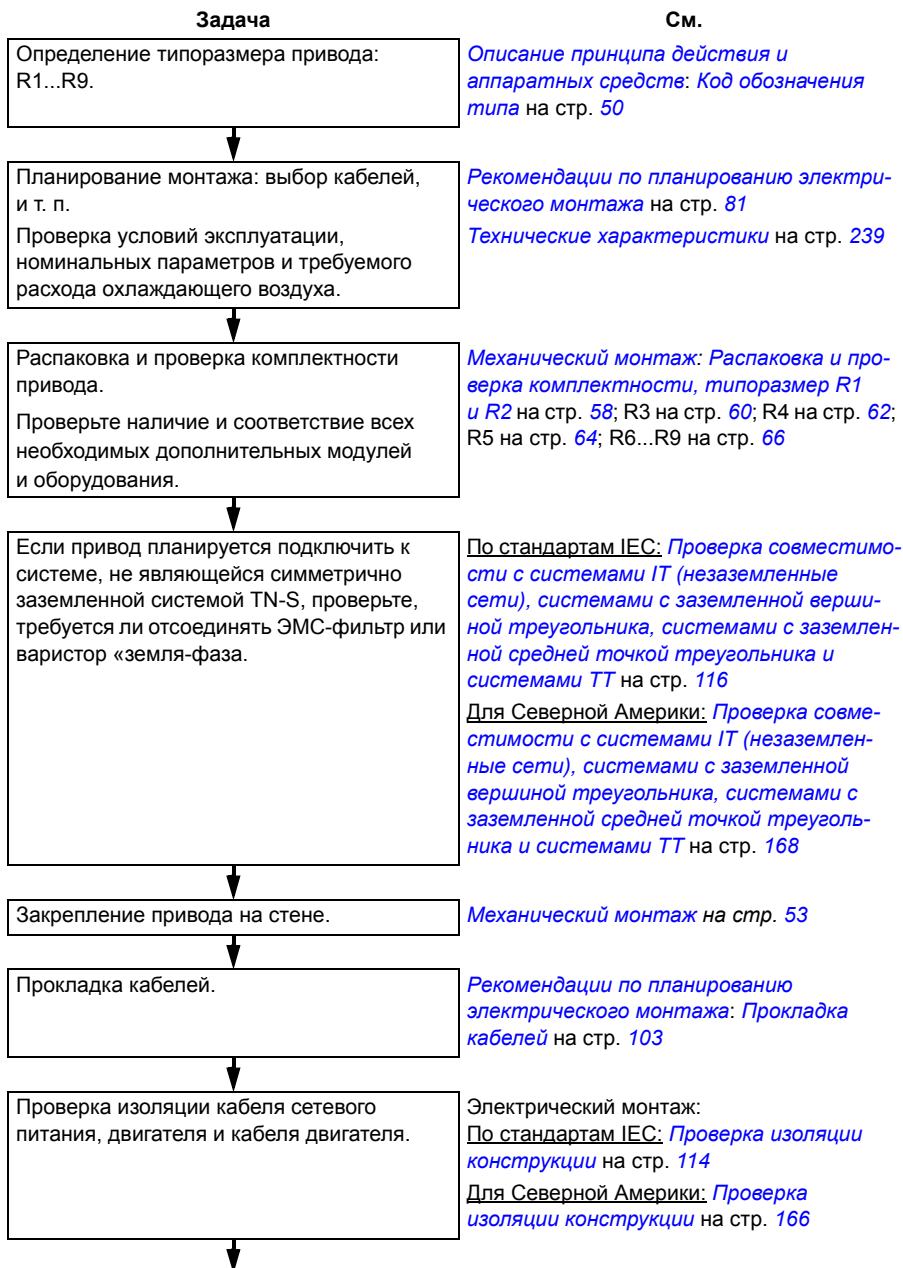 Задача
См.
Определение типоразмера привода:
R1...R9.
Описание принципа действия и
аппаратных средств: Код обозначения
типа на стр. 50
Планирование монтажа: выбор кабелей,
и т. п.
Проверка условий эксплуатации,
номинальных параметров и требуемого
расхода охлаждающего воздуха.
Рекомендации по планированию электри-
ческого монтажа на стр. 81
Технические характеристики на стр. 239
Распаковка и проверка комплектности
привода.
Проверьте наличие и соответствие всех
необходимых дополнительных модулей
и оборудования.
Механический монтаж: Распаковка и про-
верка комплектности, типоразмер R1
и R2 на стр. 58; R3 на стр. 60; R4 на стр. 62;
R5 на стр. 64; R6...R9 на стр. 66
Если привод планируется подключить к
системе, не являющейся симметрично
заземленной системой TN-S, проверьте,
требуется ли отсоединять ЭМС-фильтр или
варистор «земля-фаза.
По стандартам IEC: Проверка совместимо-
сти с системами IT (незаземленные
сети), системами с заземленной верши-
ной треугольника, системами с заземлен-
ной средней точкой треугольника и
системами TT на стр. 116
Для Северной Америки: Проверка совме-
стимости с системами IT (незаземлен-
ные сети), системами с заземленной
вершиной треугольника, системами с
заземленной средней точкой треуголь-
ника и системами TT на стр. 168
Закрепление привода на стене.
Механический монтаж на стр. 53
Прокладка кабелей.
Рекомендации по планированию
электрического монтажа: Прокладка
кабелей на стр. 103
Проверка изоляции кабеля сетевого
питания, двигателя и кабеля двигателя.
Электрический монтаж:
По стандартам IEC: Проверка изоляции
конструкции на стр. 114
Для Северной Америки: Проверка
изоляции конструкции на стр. 166